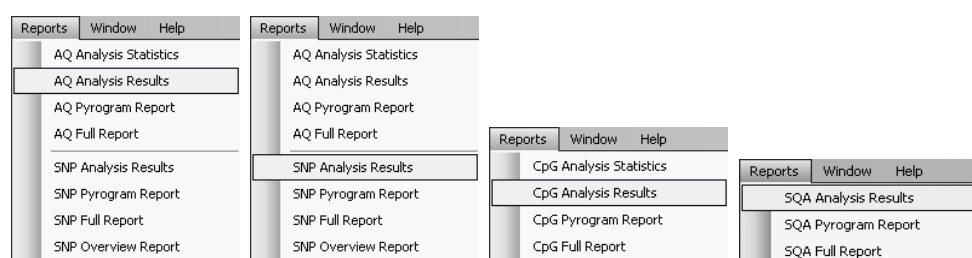 Reports Window Help
AQ Analysis Statistics
AQ Analysis Results
AQ Pyrogram Report
AQ Full Report
SNP Analysis Results
SNP Pyrogram Report
SNP Full Report
SNP Overview Report
Reports Window Help
AQ Analysis Statistics
AQ Analysis Results
AQ Pyrogram Report
AQ Full Report
SNP Analysis Results
SNP Pyrogram Report
SNP Full Report
SNP Overview Report
Reports Window Help
CpG Analysis Statistics
CpG Analysis Results
CpG Pyrogram Report
CpG Full Report
Reports Window Help
SQA Analysis Results
SQA Pyrogram Report
SQA Full Report